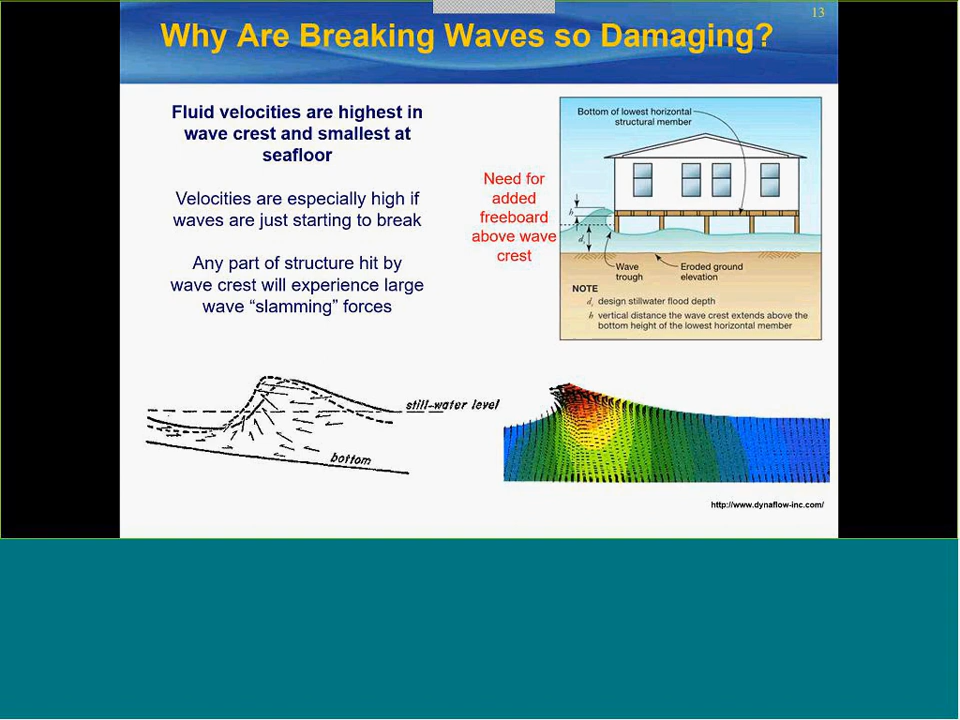 13
Why Are Breaking Waves so Damaging?
Fluid velocities are highest in
wave crest and smallest at
seafloor
Velocities are especially high if
waves are just starting to break
Any part of structure hit by
wave crest will experience large
wave “slamming” forces
Need for
added
freeboard
above wave
crest
Bottom of lowest horizontal
structural member
h
ds
Wave
trough
Eroded ground
elevation
NOTE
ds design stillwater flood depth
h vertical distance the wave crest extends above the
bottom height of the lowest horizontal member
still-water level
bottom
http://www.dynaflow-inc.com/